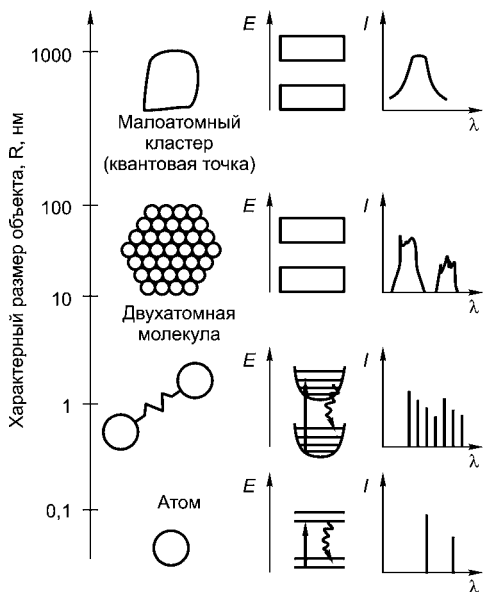 E
I
1000
λ
Малоатомный
кластер
(квантовая точка)
Характерный размер объекта, R, нм
E
I
100
10
λ
Двухатомная
молекула
E
I
1
λ
Атом
E
I
0,1
λ